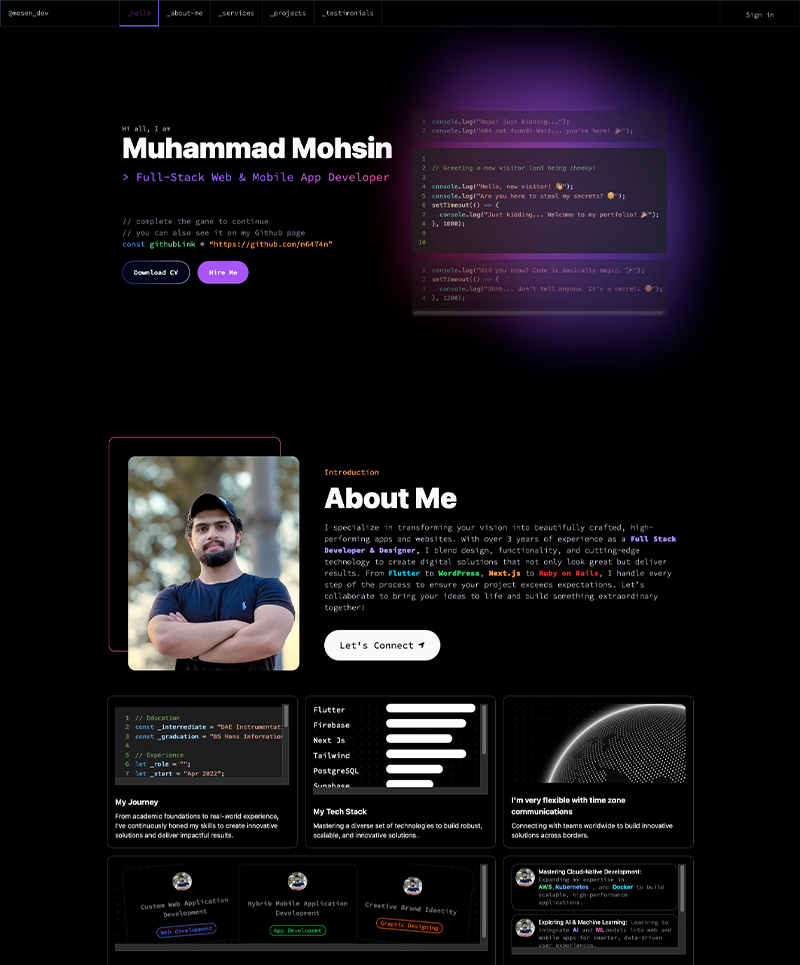 @mosen_dev
_hello
_about-me
_services
_projects
_testimonials
Sign in
Hi all, I am
Muhammad Mohsin
> Full-Stack Web & Mobile App Developer
// complete the game to continue
// you can also see it on my Github page
const githubLink = "https://github.com/m6474n"
Download CV
Hire Me
1 console.log("Oops! Just kidding...");
2 console.log("404 not found! Wait... you're here! 🎉");
1
2 // Greeting a new visitor (and being cheeky)
3
4 console.log("Hello, new visitor! 👋");
5 console.log("Are you here to steal my secrets? 😏");
6 setTimeout(() => {
7 console.log("Just kidding... Welcome to my portfolio! 🎉");
8 }, 1000);
9
10
1 console.log("Did you know? Code is basically magic. ✨");
2 setTimeout(() => {
3 console.log("Shhh... don't tell anyone. It's a secret. 😄");
4 }, 1200);
Introduction
About Me
I specialize in transforming your vision into beautifully crafted, high-
performing apps and websites. With over 3 years of experience as a Full Stack
Developer & Designer, I blend design, functionality, and cutting-edge
technology to create digital solutions that not only look great but deliver
results. From Flutter to WordPress, Next.js to Ruby on Rails, I handle every
step of the process to ensure your project exceeds expectations. Let's
collaborate to bring your ideas to life and build something extraordinary
together!
Let's Connect
1 // Education
2 const _intermediate = "DAE Instrumentat
3 const _graduation = "BS Hons Information
4
5 // Experience
6 let _role = "";
7 let _start = "Apr 2022";
My Journey
From academic foundations to real-world experience,
I've continuously honed my skills to create innovative
solutions and deliver impactful results.
Flutter
Firebase
Next Js
Tailwind
PostgreSQL
Supabase
My Tech Stack
Mastering a diverse set of technologies to build robust,
scalable, and innovative solutions..
I'm very flexible with time zone
communications
Connecting with teams worldwide to build innovative
solutions across borders.
Custom Web Application
Development
Web development
Hybrib Mobile Application
Development
App Development
Creative Brand Identity
Graphic Designing
Mastering Cloud-Native Development:
Expanding my expertise in
AWS,Kubernetes , and Docker to build
scalable, high-performance
applications.
Exploring AI & Machine Learning: Learning to
integrate AI and ML models into web and
mobile apps for smarter, data-driven
user experiences.